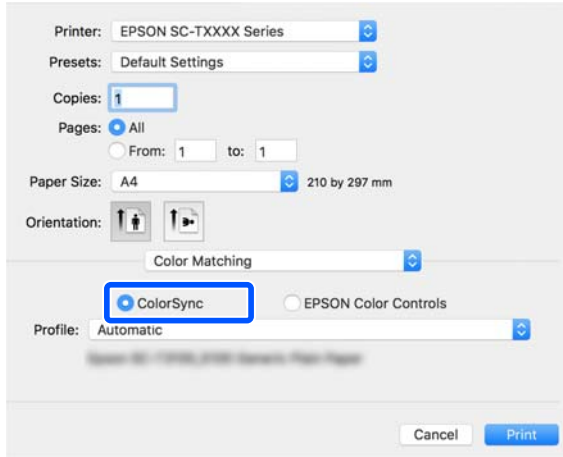 Printer: EPSON SC-TXXXX Series
Presets: Default Settings
Copies: 1
Pages: All
From: 1 to: 1
Paper Size: A4 210 by 297 mm
Orientation:
Color Matching
ColorSync EPSON Color Controls
Profile: Automatic
Cancel Print